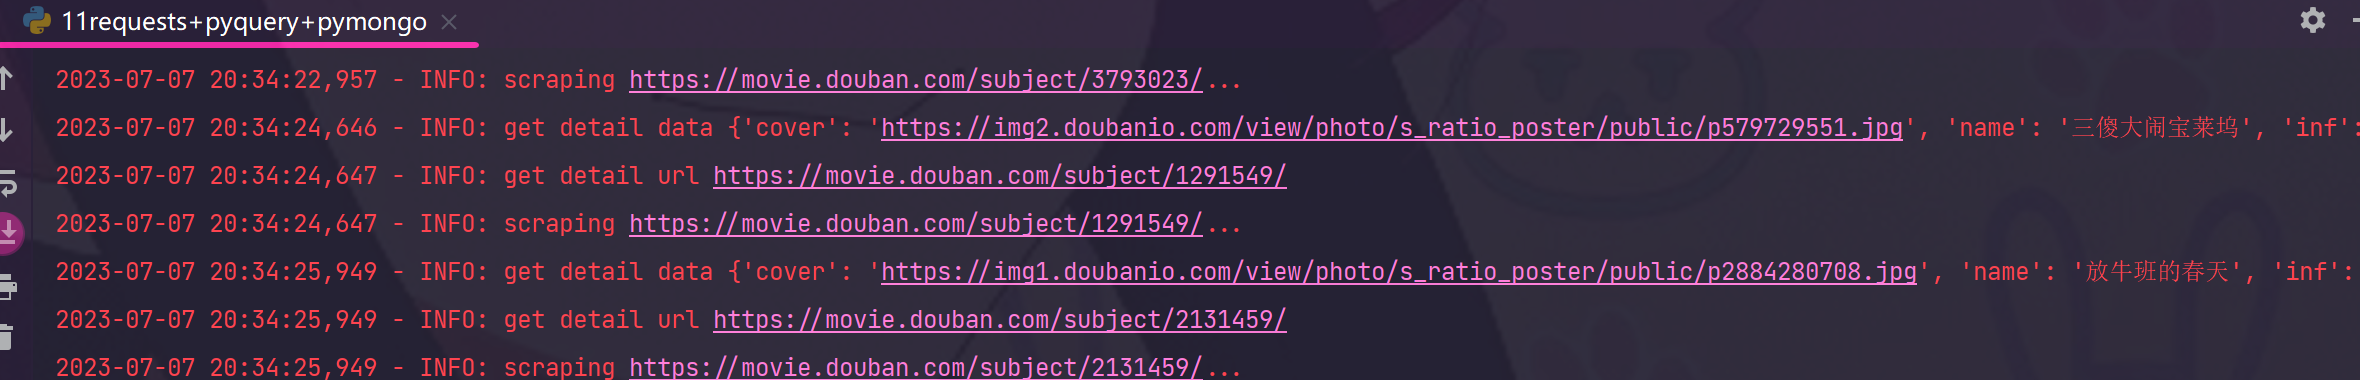 11requests+pyquery+pymongo
2023-07-07 20:34:22,957 - INFO: scraping https://movie.douban.com/subject/3793023/...
2023-07-07 20:34:24,646 - INFO: get detail data {'cover': 'https://img2.doubanio.com/view/photo/s_ratio_poster/public/p579729551.jpg', 'name': '三傻大闹宝莱坞', 'inf':
2023-07-07 20:34:24,647 - INFO: get detail url https://movie.douban.com/subject/1291549/
2023-07-07 20:34:24,647 - INFO: scraping https://movie.douban.com/subject/1291549/...
2023-07-07 20:34:25,949 - INFO: get detail data {'cover': 'https://img1.doubanio.com/view/photo/s_ratio_poster/public/p2884280708.jpg', 'name': '放牛班的春天', 'inf':
2023-07-07 20:34:25,949 - INFO: get detail url https://movie.douban.com/subject/2131459/
2023-07-07 20:34:25,949 - INFO: scraping https://movie.douban.com/subject/2131459/...